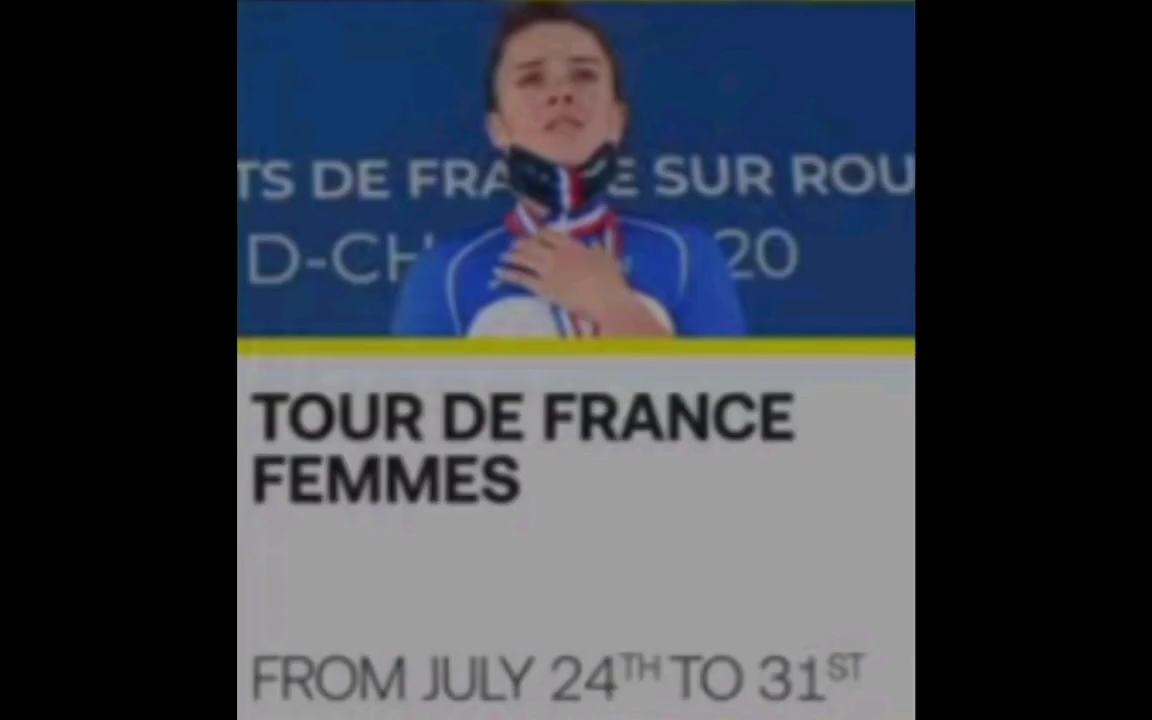 TS DE FRA E SUR ROU
D-CH 20
TOUR DE FRANCE
FEMMES
FROM JULY 24TH TO 31ST